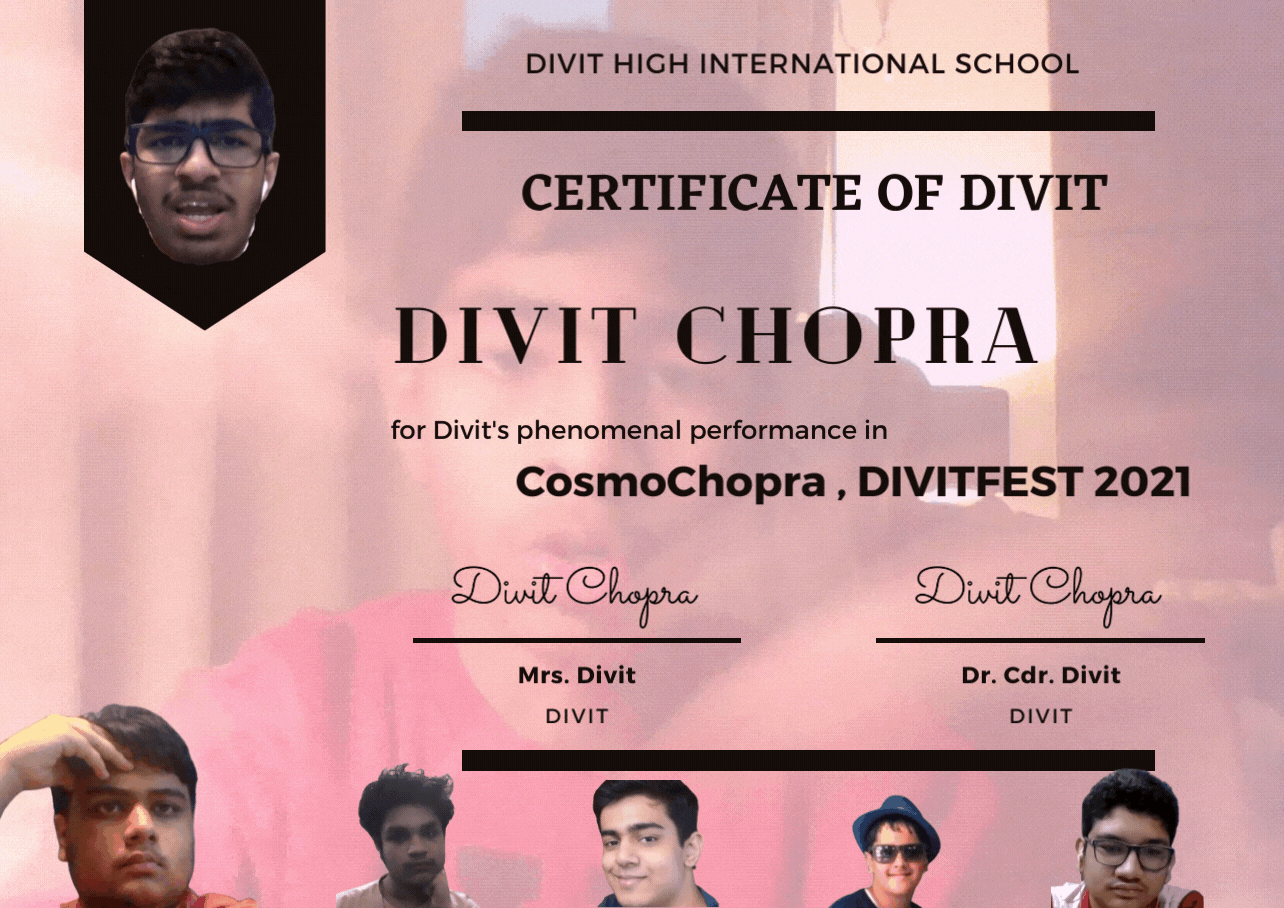 DIVIT HIGH INTERNATIONAL SCHOOL
CERTIFICATE OF DIVIT
DIVIT CHOPRA
for Divit's phenomenal performance in
CosmoChopra , DIVITFEST 2021
Divit Chopra
Mrs. Divit
DIVIT
Divit Chopra
Dr. Cdr. Divit
DIVIT